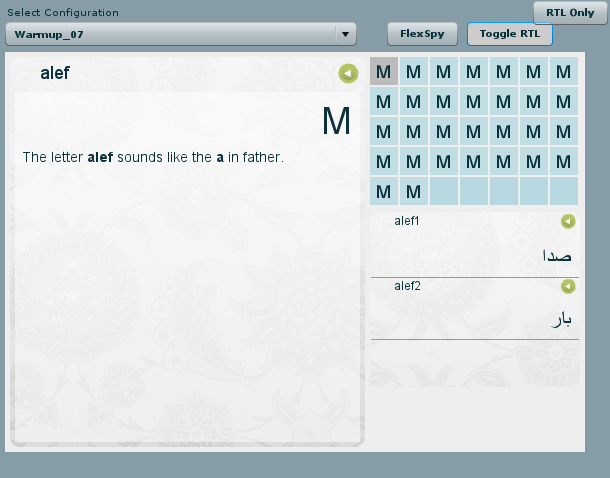 Select Configuration
RTL Only
Warmup_07
FlexSpy
Toggle RTL
alef
M
The letter alef sounds like the a in father.
M M M M M M M
M M M M M M M
M M M M M M M
M M M M M M M
M M
alef1
صدا
alef2
بار